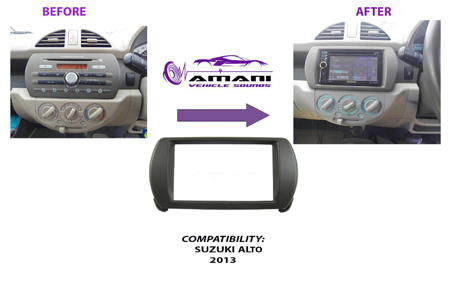 BEFORE
AFTER
AMANI
VEHICLE SOUNDS
COMPATIBILITY:
SUZUKI ALTO
2013